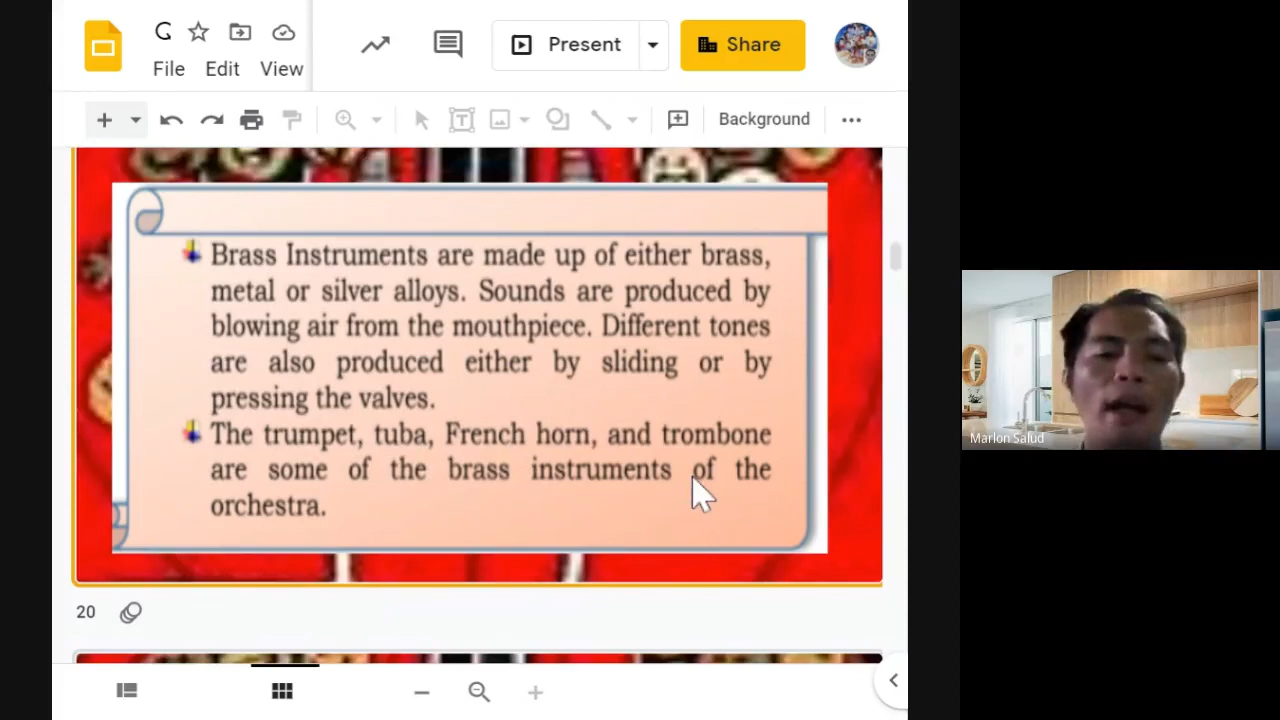 File Edit View
Present
Share
Background
Brass Instruments are made up of either brass,
metal or silver alloys. Sounds are produced by
blowing air from the mouthpiece. Different tones
are also produced either by sliding or by
pressing the valves.
The trumpet, tuba, French horn, and trombone
are some of the brass instruments of the
orchestra.
20
Marlon Salud